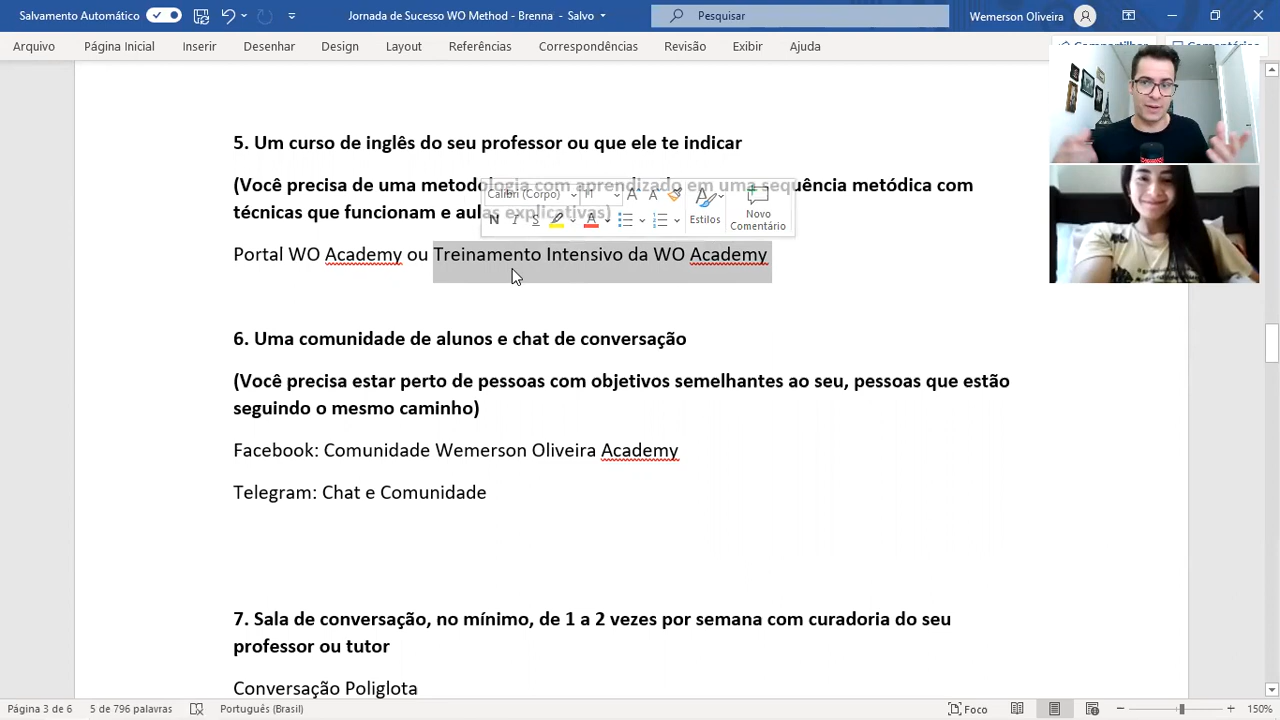 Salvamento Automático Jornada de Sucesso WO Method - Brenna - Salvo Pesquisar Wemerson Oliveira
Arquivo Página Inicial Inserir Desenhar Design Layout Referências Correspondências Revisão Exibir Ajuda Compartilhar Comentários
5. Um curso de inglês do seu professor ou que ele te indicar
(Você precisa de uma metodologia com aprendizado em uma sequência metódica com
técnicas que funcionam e aulas explicativas)
Calibri (Corpo) 11 A A
N I S A Estilos Novo Comentário
Portal WO Academy ou Treinamento Intensivo da WO Academy
6. Uma comunidade de alunos e chat de conversação
(Você precisa estar perto de pessoas com objetivos semelhantes ao seu, pessoas que estão
seguindo o mesmo caminho)
Facebook: Comunidade Wemerson Oliveira Academy
Telegram: Chat e Comunidade
7. Sala de conversação, no mínimo, de 1 a 2 vezes por semana com curadoria do seu
professor ou tutor
Conversação Poliglota
Página 3 de 6 5 de 796 palavras Português (Brasil) Foco 150%